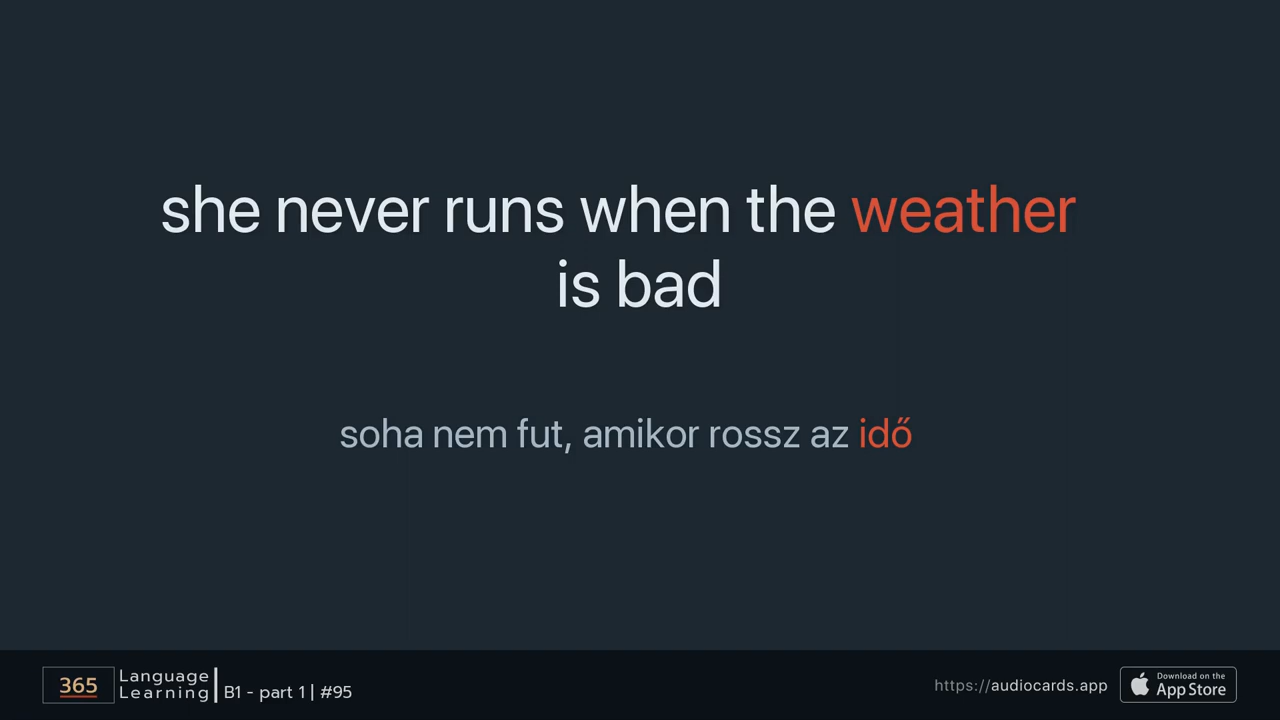 she never runs when the weather
is bad
soha nem fut, amikor rossz az idő
365
Language
Learning
B1 - part 1 | #95
https://audiocards.app
Download on the
App Store